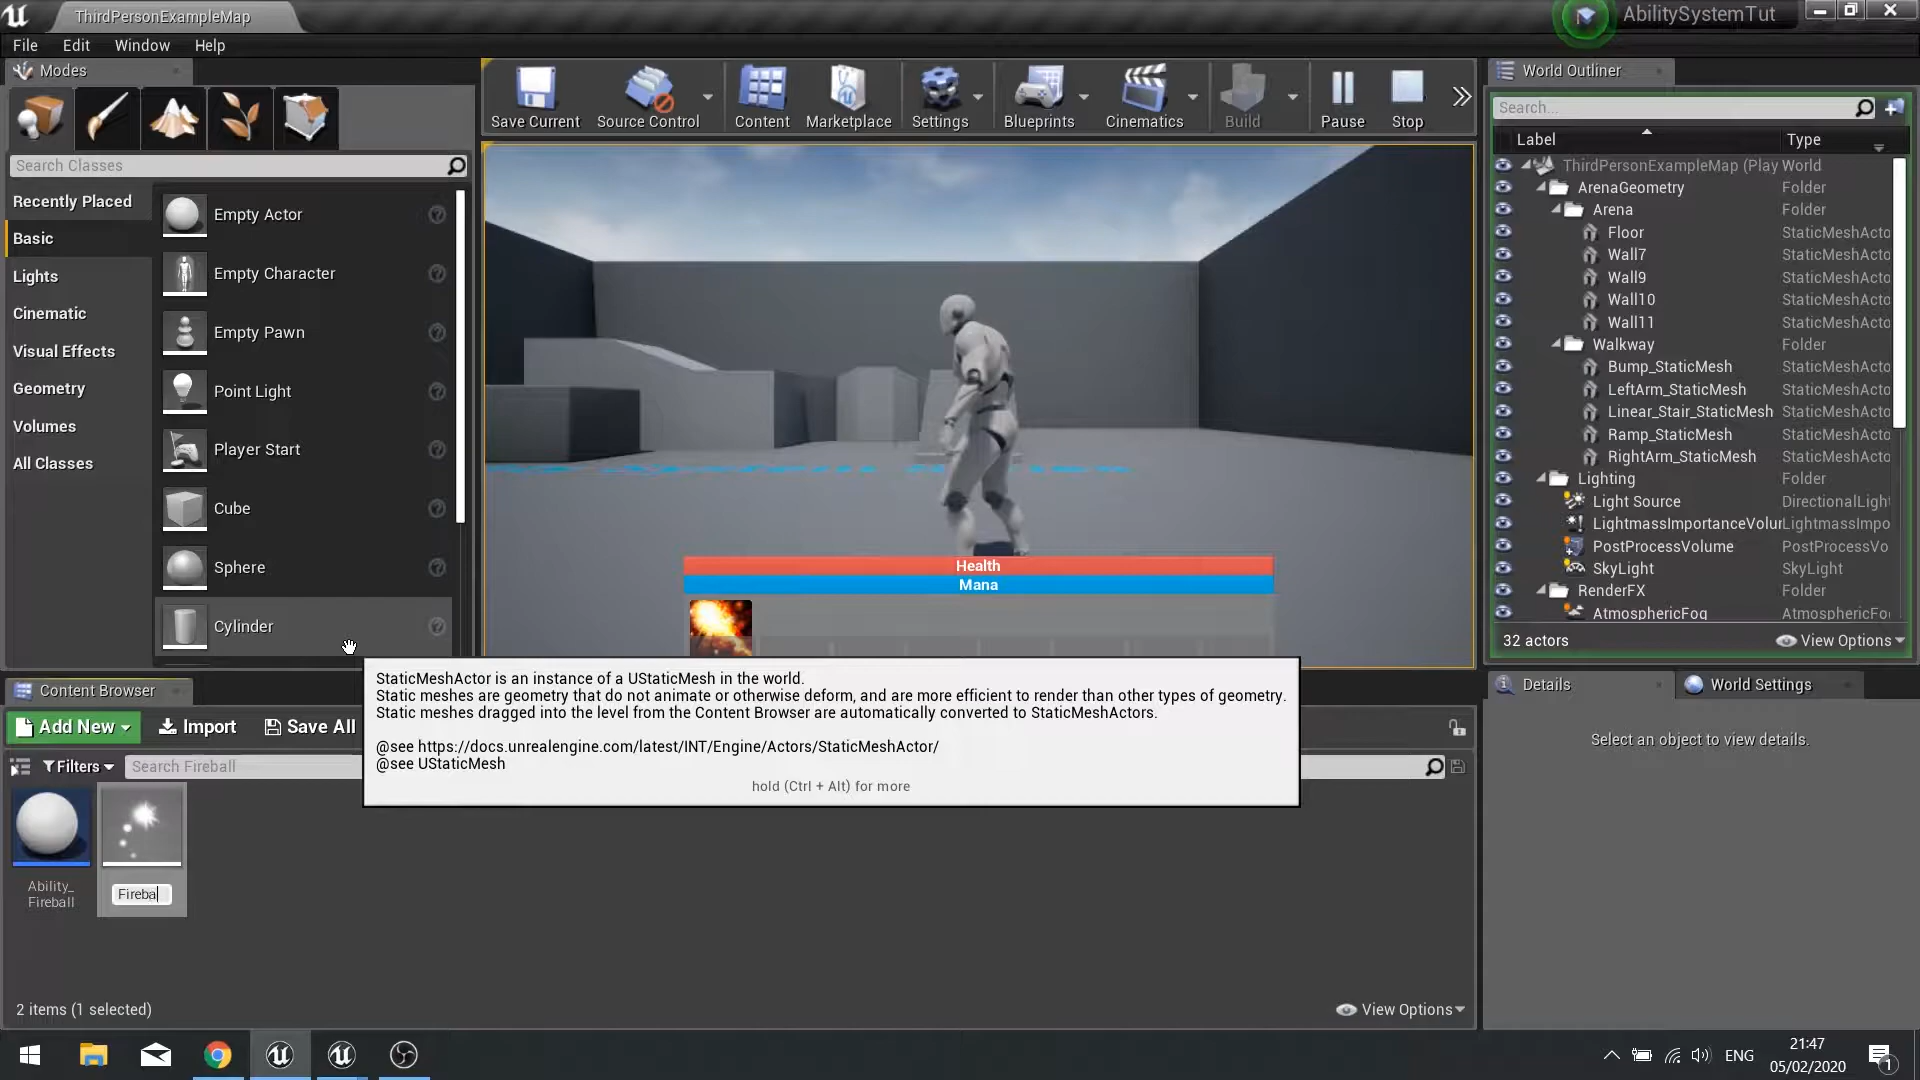 ThirdPersonExampleMap
AbilitySystemTut
File Edit Window Help
Modes
Search Classes
Recently Placed
Basic
Lights
Cinematic
Visual Effects
Geometry
Volumes
All Classes
Empty Actor
Empty Character
Empty Pawn
Point Light
Player Start
Cube
Sphere
Cylinder
Save Current
Source Control
Content
Marketplace
Settings
Blueprints
Cinematics
Build
Pause
Stop
Health
Mana
World Outliner
Search...
Label Type
ThirdPersonExampleMap (Play World
ArenaGeometry Folder
Arena Folder
Floor StaticMeshActo
Wall7 StaticMeshActo
Wall9 StaticMeshActo
Wall10 StaticMeshActo
Wall11 StaticMeshActo
Walkway Folder
Bump_StaticMesh StaticMeshActo
LeftArm_StaticMesh StaticMeshActo
Linear_Stair_StaticMesh StaticMeshActo
Ramp_StaticMesh StaticMeshActo
RightArm_StaticMesh StaticMeshActo
Lighting Folder
Light Source DirectionalLight
LightmassImportanceVolur LightmassImpo
PostProcessVolume PostProcessVo
SkyLight SkyLight
RenderFX Folder
AtmosphericFog AtmosphericFog
32 actors
View Options
StaticMeshActor is an instance of a UStaticMesh in the world.
Static meshes are geometry that do not animate or otherwise deform, and are more efficient to render than other types of geometry.
Static meshes dragged into the level from the Content Browser are automatically converted to StaticMeshActors.
@see https://docs.unrealengine.com/latest/INT/Engine/Actors/StaticMeshActor/
@see UStaticMesh
hold (Ctrl + Alt) for more
Content Browser
Add New Import Save All
Filters Search Fireball
Ability_
Fireball
Fireba
2 items (1 selected)
View Options
Details World Settings
Select an object to view details.
ENG
21:47
05/02/2020
1